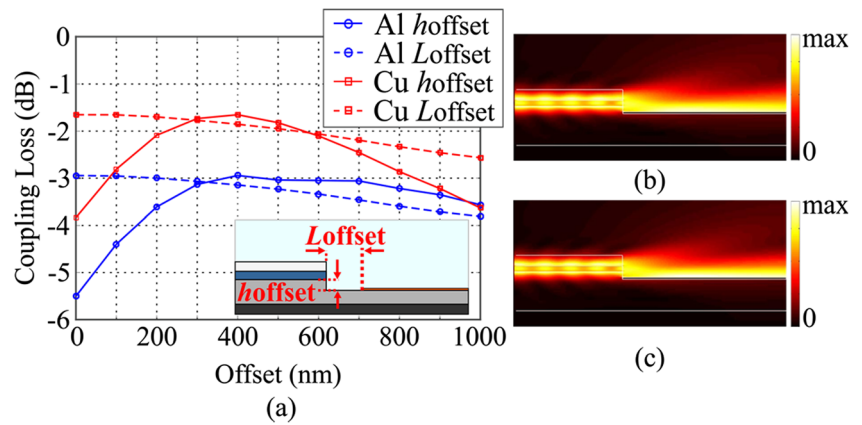 Al hoffset
Al Loffset
Cu hoffset
Cu Loffset
0
-1
-2
-3
-4
-5
-6
Coupling Loss (dB)
Loffset
hoffset
0 200 400 600 800 1000
Offset (nm)
(a)
max
0
(b)
max
0
(c)